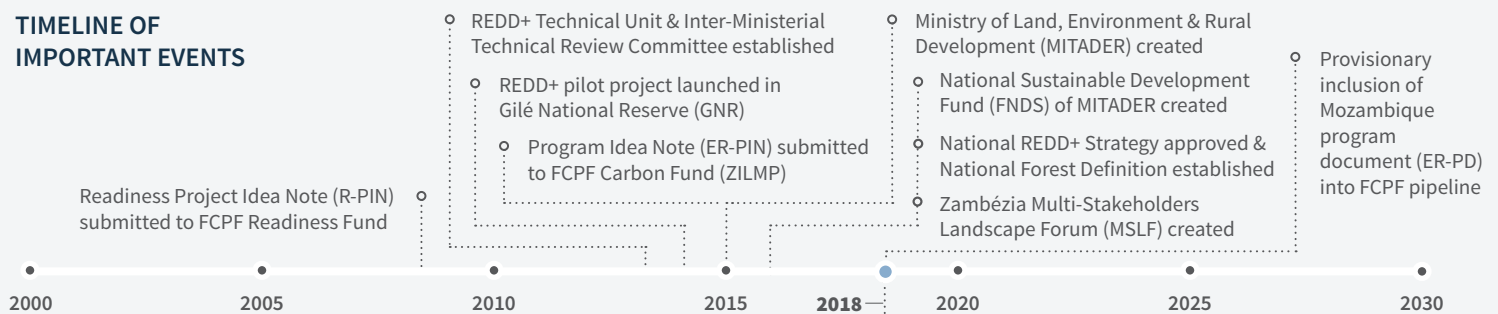 TIMELINE OF
IMPORTANT EVENTS
Readiness Project Idea Note (R-PIN)
submitted to FCPF Readiness Fund
REDD+ Technical Unit & Inter-Ministerial
Technical Review Committee established
REDD+ pilot project launched in
Gilé National Reserve (GNR)
Program Idea Note (ER-PIN) submitted
to FCPF Carbon Fund (ZILMP)
Ministry of Land, Environment & Rural
Development (MITADER) created
National Sustainable Development
Fund (FNDS) of MITADER created
National REDD+ Strategy approved &
National Forest Definition established
Zambézia Multi-Stakeholders
Landscape Forum (MSLF) created
Provisionary
inclusion of
Mozambique
program
document (ER-PD)
into FCPF pipeline
2000 2005 2010 2015 2018 2020 2025 2030